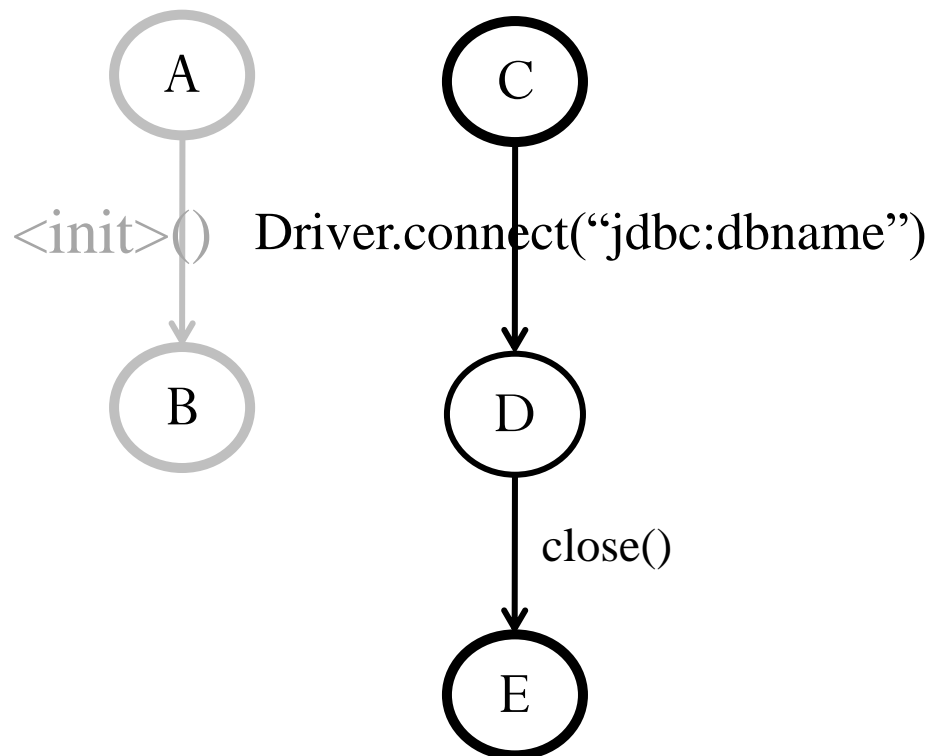 A
C
<init>()
Driver.connect(“jdbc:dbname”)
B
D
close()
E